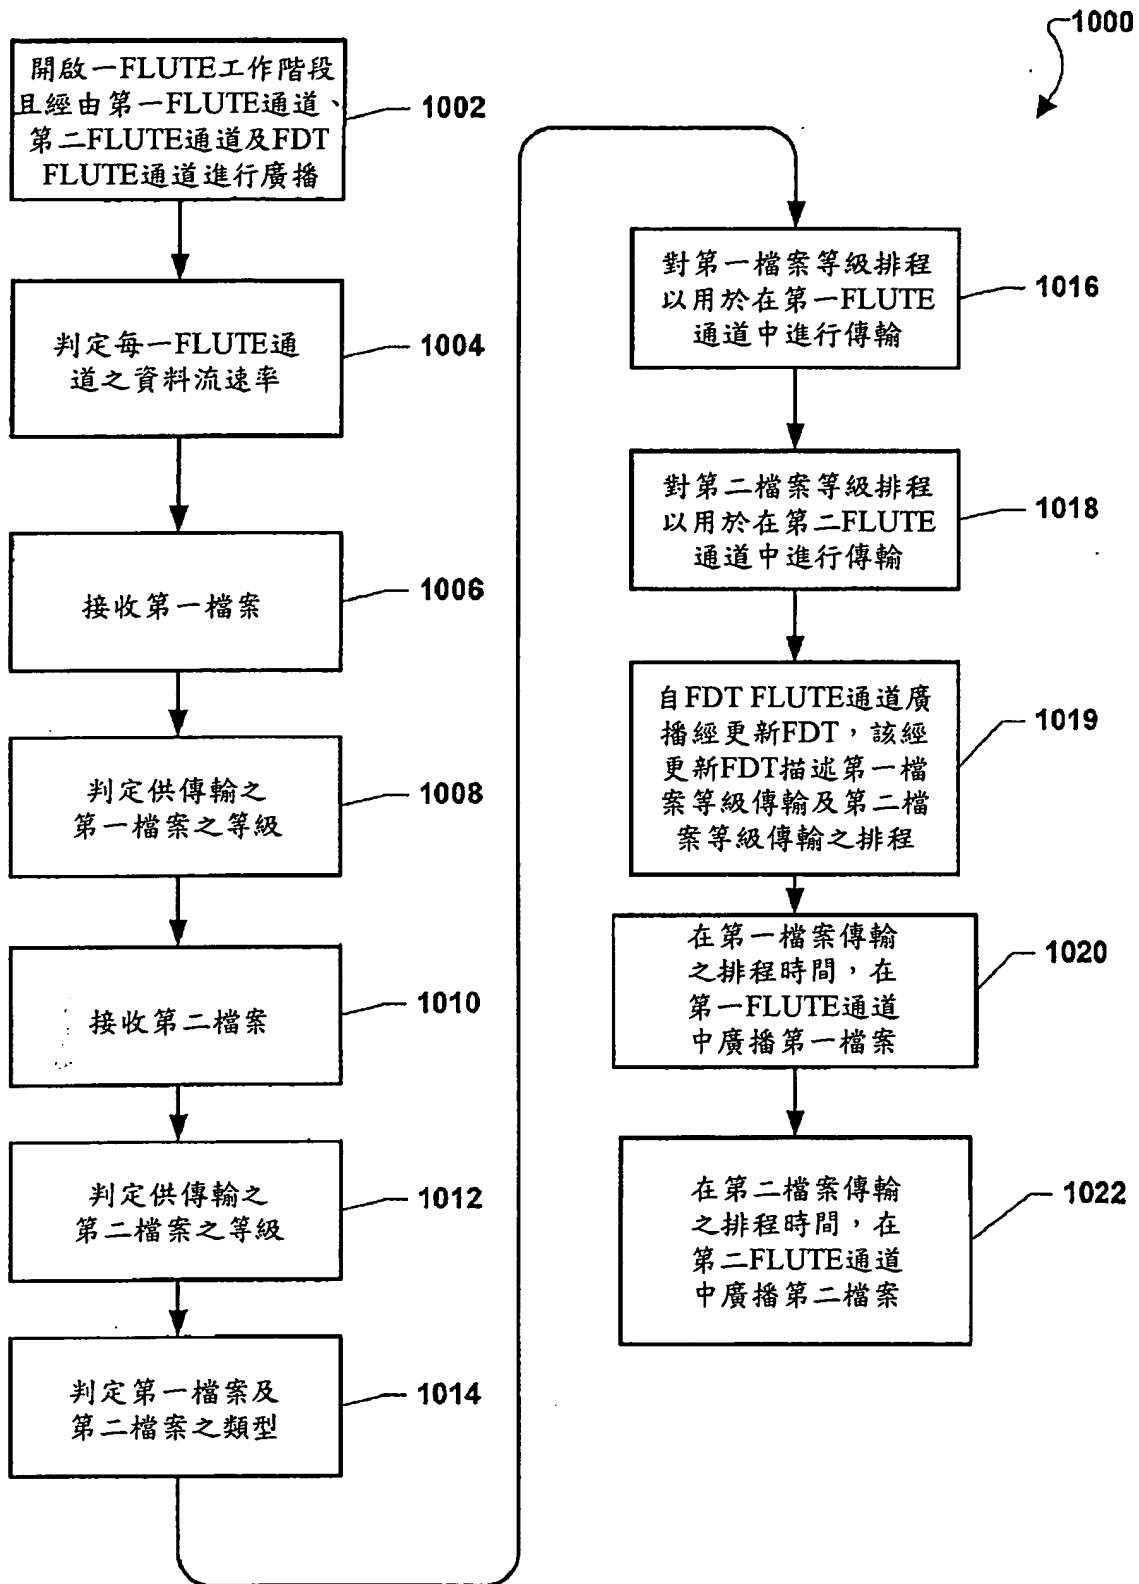 1000
開啟一FLUTE工作階段
且經由第一FLUTE通道、
第二FLUTE通道及FDT
FLUTE通道進行廣播
1002
判定每一FLUTE通
道之資料流速率
1004
接收第一檔案
1006
判定供傳輸之
第一檔案之等級
1008
接收第二檔案
1010
判定供傳輸之
第二檔案之等級
1012
判定第一檔案及
第二檔案之類型
1014
對第一檔案等級排程
以用於在第一FLUTE
通道中進行傳輸
1016
對第二檔案等級排程
以用於在第二FLUTE
通道中進行傳輸
1018
自FDT FLUTE通道廣
播經更新FDT，該經
更新FDT描述第一檔
案等級傳輸及第二檔
案等級傳輸之排程
1019
在第一檔案傳輸
之排程時間，在
第一FLUTE通道
中廣播第一檔案
1020
在第二檔案傳輸
之排程時間，在
第二FLUTE通道
中廣播第二檔案
1022